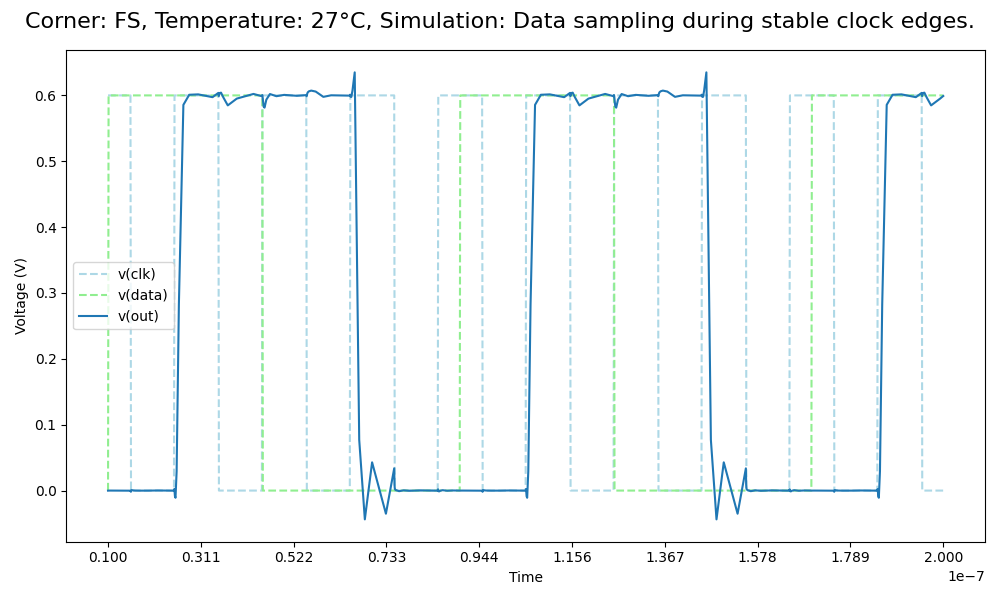 Corner: FS, Temperature: 27°C, Simulation: Data sampling during stable clock edges.
0.6
0.5
0.4
0.3
0.2
0.1
0.0
Voltage (V)
v(clk)
v(data)
v(out)
0.100 0.311 0.522 0.733 0.944 1.156 1.367 1.578 1.789 2.000
Time
1e−7